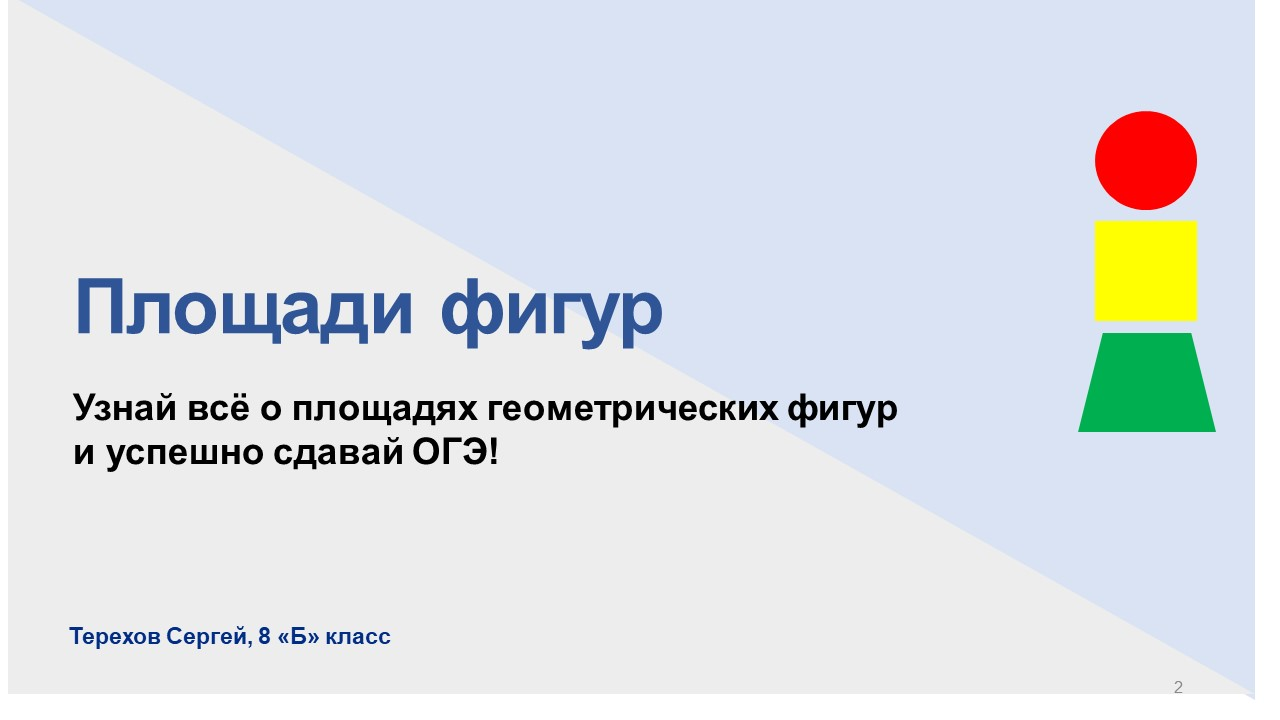 Площади фигур
Узнай всё о площадях геометрических фигур
и успешно сдавай ОГЭ!
Терехов Сергей, 8 «Б» класс
2